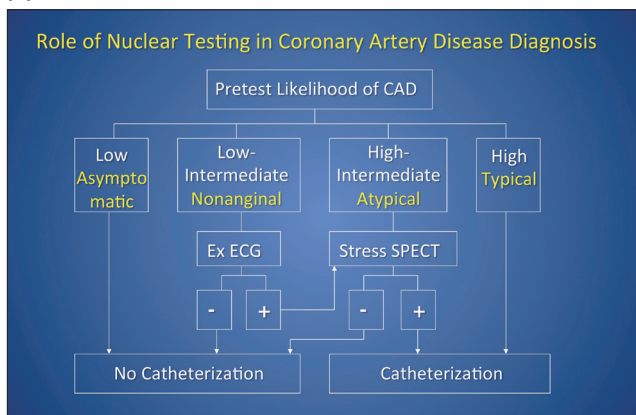 Role of Nuclear Testing in Coronary Artery Disease Diagnosis
Pretest Likelihood of CAD
Low
Asympto
matic
Low-
Intermediate
Nonanginal
High-
Intermediate
Atypical
High
Typical
Ex ECG
Stress SPECT
-
+
-
+
No Catheterization
Catheterization